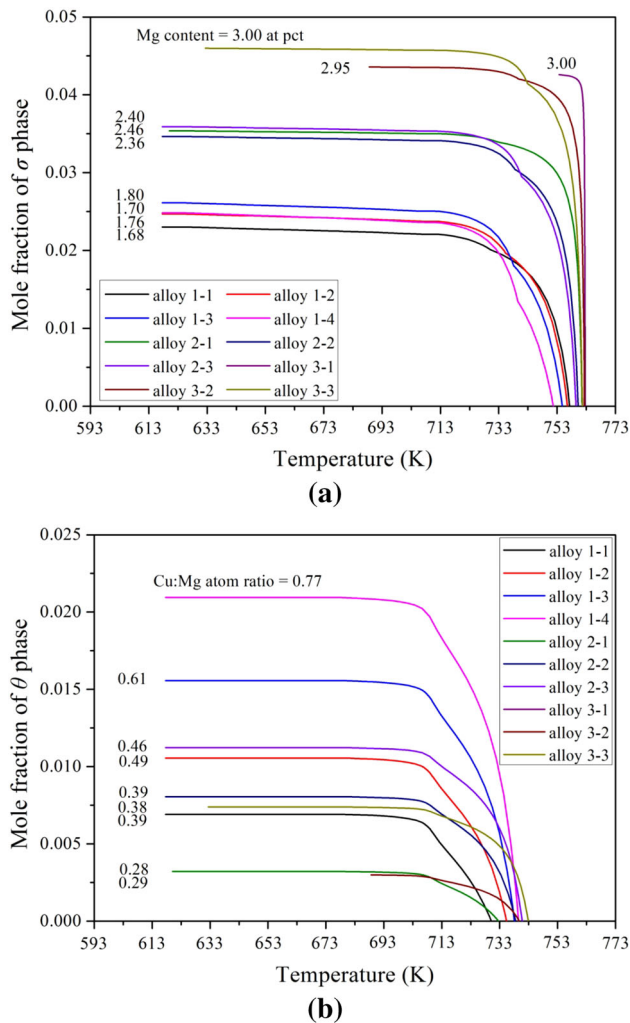 0.05
Mg content = 3.00 at pct
2.95
3.00
0.04
2.40
2.46
2.36
0.03
1.80
1.70
1.76
1.68
0.02
0.01
0.00
Mole fraction of σ phase
alloy 1-1 alloy 1-2
alloy 1-3 alloy 1-4
alloy 2-1 alloy 2-2
alloy 2-3 alloy 3-1
alloy 3-2 alloy 3-3
593 613 633 653 673 693 713 733 753 773
Temperature (K)
(a)
0.025
Cu:Mg atom ratio = 0.77
0.020
0.61
0.015
0.46
0.49
0.010
0.39
0.38
0.39
0.005
0.28
0.29
0.000
Mole fraction of θ phase
alloy 1-1
alloy 1-2
alloy 1-3
alloy 1-4
alloy 2-1
alloy 2-2
alloy 2-3
alloy 3-1
alloy 3-2
alloy 3-3
593 613 633 653 673 693 713 733 753 773
Temperature (K)
(b)